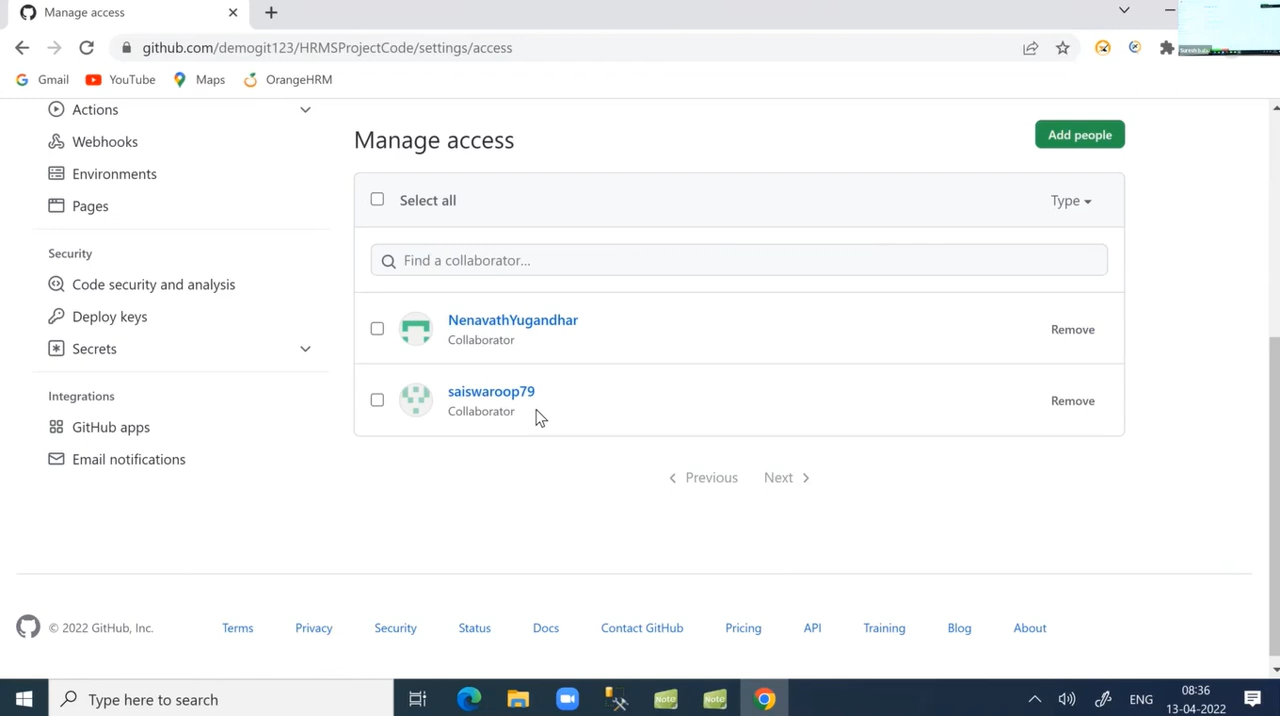 Manage access
github.com/demogit123/HRMSProjectCode/settings/access
Gmail YouTube Maps OrangeHRM
Actions
Webhooks
Environments
Pages
Security
Code security and analysis
Deploy keys
Secrets
Integrations
GitHub apps
Email notifications
Manage access
Add people
Select all
Type
Find a collaborator...
NenavathYugandhar
Collaborator
Remove
saiswaroop79
Collaborator
Remove
Previous Next
© 2022 GitHub, Inc. Terms Privacy Security Status Docs Contact GitHub Pricing API Training Blog About
Type here to search
Note Note
ENG
08:36
13-04-2022